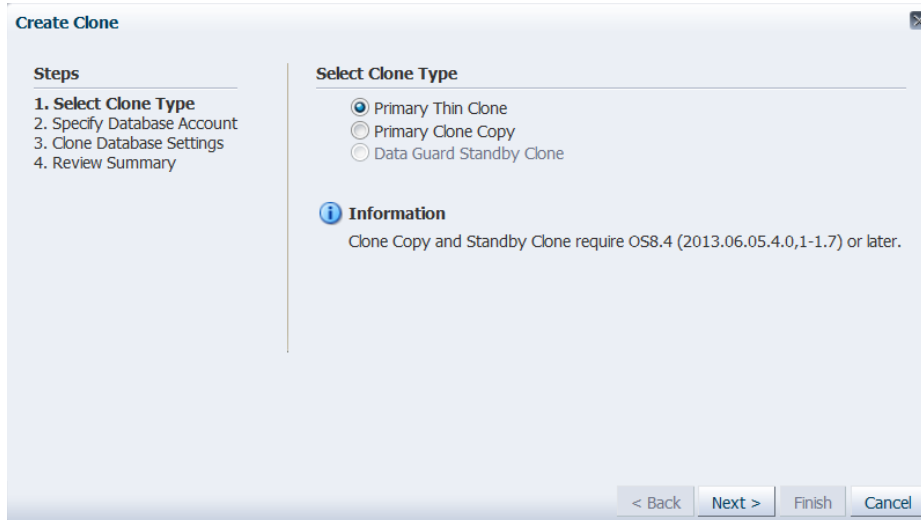 Create Clone
Steps
1. Select Clone Type
2. Specify Database Account
3. Clone Database Settings
4. Review Summary
Select Clone Type
Primary Thin Clone
Primary Clone Copy
Data Guard Standby Clone
Information
Clone Copy and Standby Clone require OS8.4 (2013.06.05.4.0,1-1.7) or later.
< Back Next > Finish Cancel